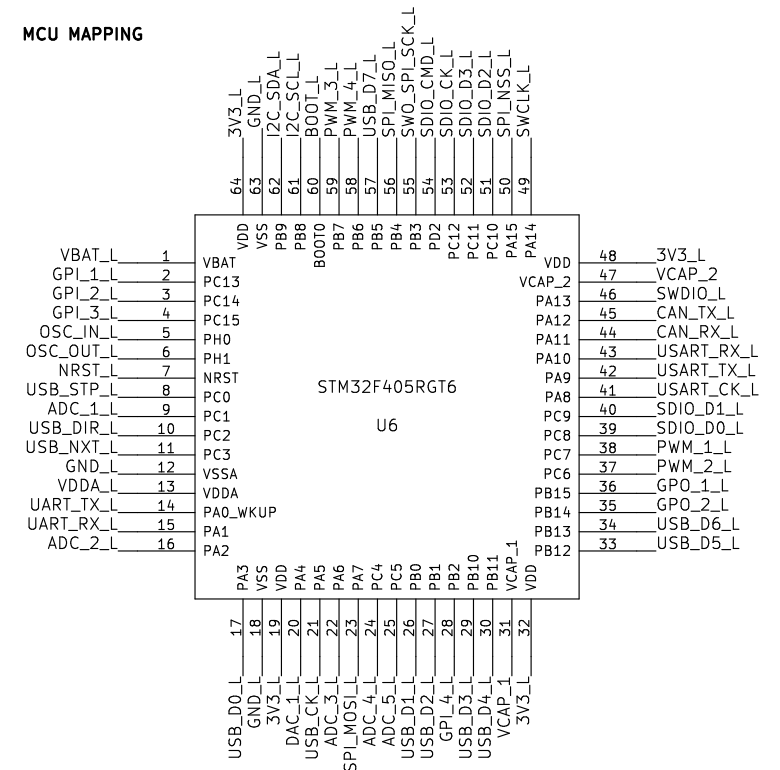 MCU MAPPING
3V3_L GND_L I2C_SDA_L I2C_SCL_L BOOT_L PWM_3_L PWM_4_L USB_D7_L SPI_MISO_L SWO_SPI_SCK_L SDIO_CMD_L SDIO_CK_L SDIO_D3_L SDIO_D2_L SPI_NSS_L SWCLK_L
64 63 62 61 60 59 58 57 56 55 54 53 52 51 50 49
VDD VSS PB9 PB8 BOOT0 PB7 PB6 PB5 PB4 PB3 PD2 PC12 PC11 PC10 PA15 PA14
VBAT_L 1 VBAT VDD 48 3V3_L
GPI_1_L 2 PC13 VCAP_2 47 VCAP_2
GPI_2_L 3 PC14 PA13 46 SWDIO_L
GPI_3_L 4 PC15 PA12 45 CAN_TX_L
OSC_IN_L 5 PH0 PA11 44 CAN_RX_L
OSC_OUT_L 6 PH1 PA10 43 USART_RX_L
NRST_L 7 NRST PA9 42 USART_TX_L
USB_STP_L 8 PC0 PA8 41 USART_CK_L
STM32F405RGT6
ADC_1_L 9 PC1 PC9 40 SDIO_D1_L
USB_DIR_L 10 PC2 PC8 39 SDIO_D0_L
U6
USB_NXT_L 11 PC3 PC7 38 PWM_1_L
GND_L 12 VSSA PC6 37 PWM_2_L
VDDA_L 13 VDDA PB15 36 GPO_1_L
UART_TX_L 14 PA0_WKUP PB14 35 GPO_2_L
UART_RX_L 15 PA1 PB13 34 USB_D6_L
ADC_2_L 16 PA2 PB12 33 USB_D5_L
PA3 VSS VDD PA4 PA5 PA6 PA7 PC4 PC5 PB0 PB1 PB2 PB10 PB11 VCAP_1 VDD
17 18 19 20 21 22 23 24 25 26 27 28 29 30 31 32
USB_D0_L GND_L 3V3_L DAC_1_L USB_CK_L ADC_3_L SPI_MOSI_L ADC_4_L ADC_5_L USB_D1_L USB_D2_L GPI_4_L USB_D3_L USB_D4_L VCAP_1 3V3_L